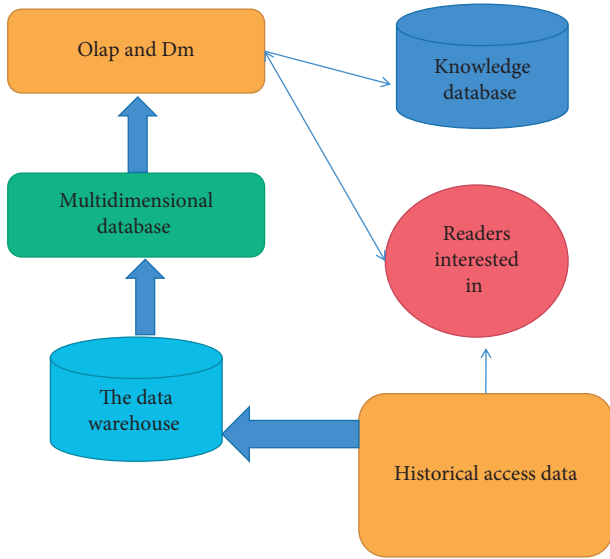 Olap and Dm
Knowledge
database
Multidimensional
database
Readers
interested
in
The data
warehouse
Historical access data